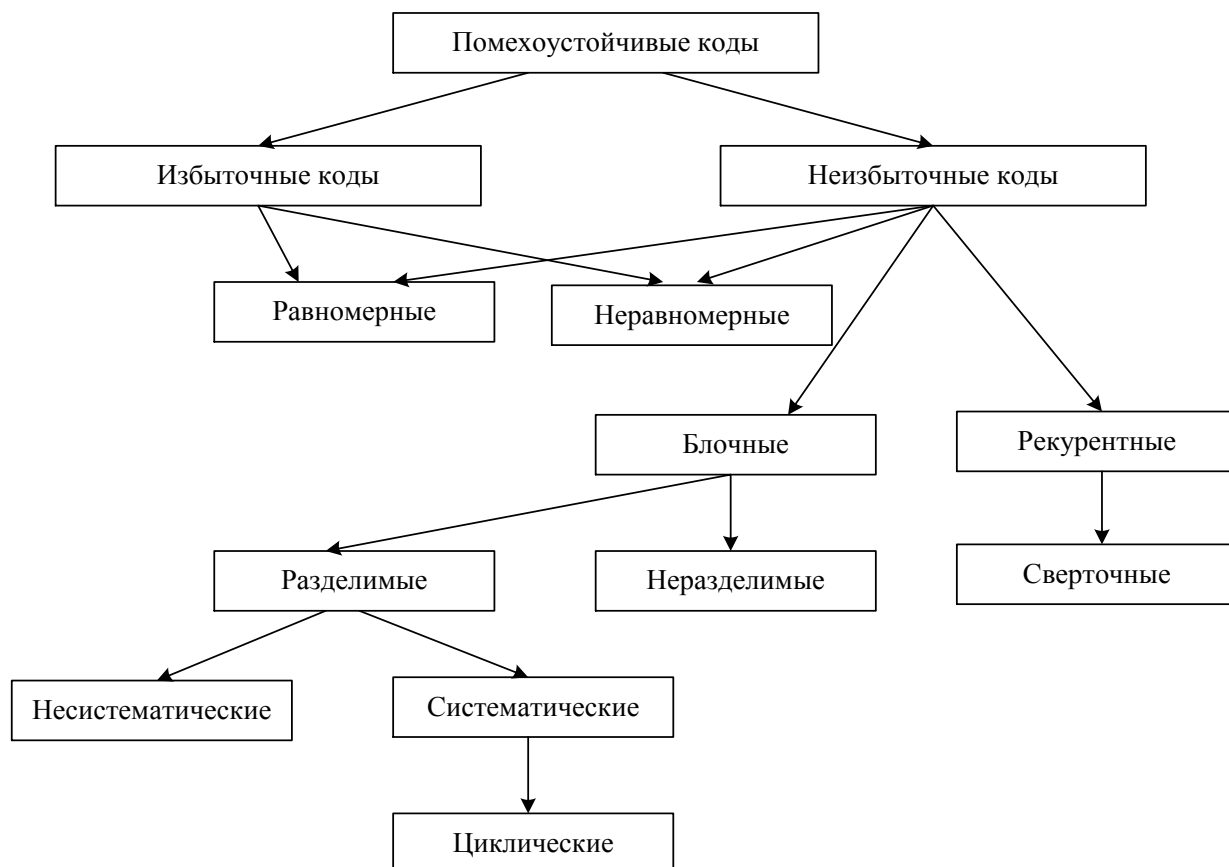 Помехоустойчивые коды
Избыточные коды
Неизбыточные коды
Равномерные
Неравномерные
Блочные
Рекурентные
Разделимые
Неразделимые
Сверточные
Несистематические
Систематические
Циклические